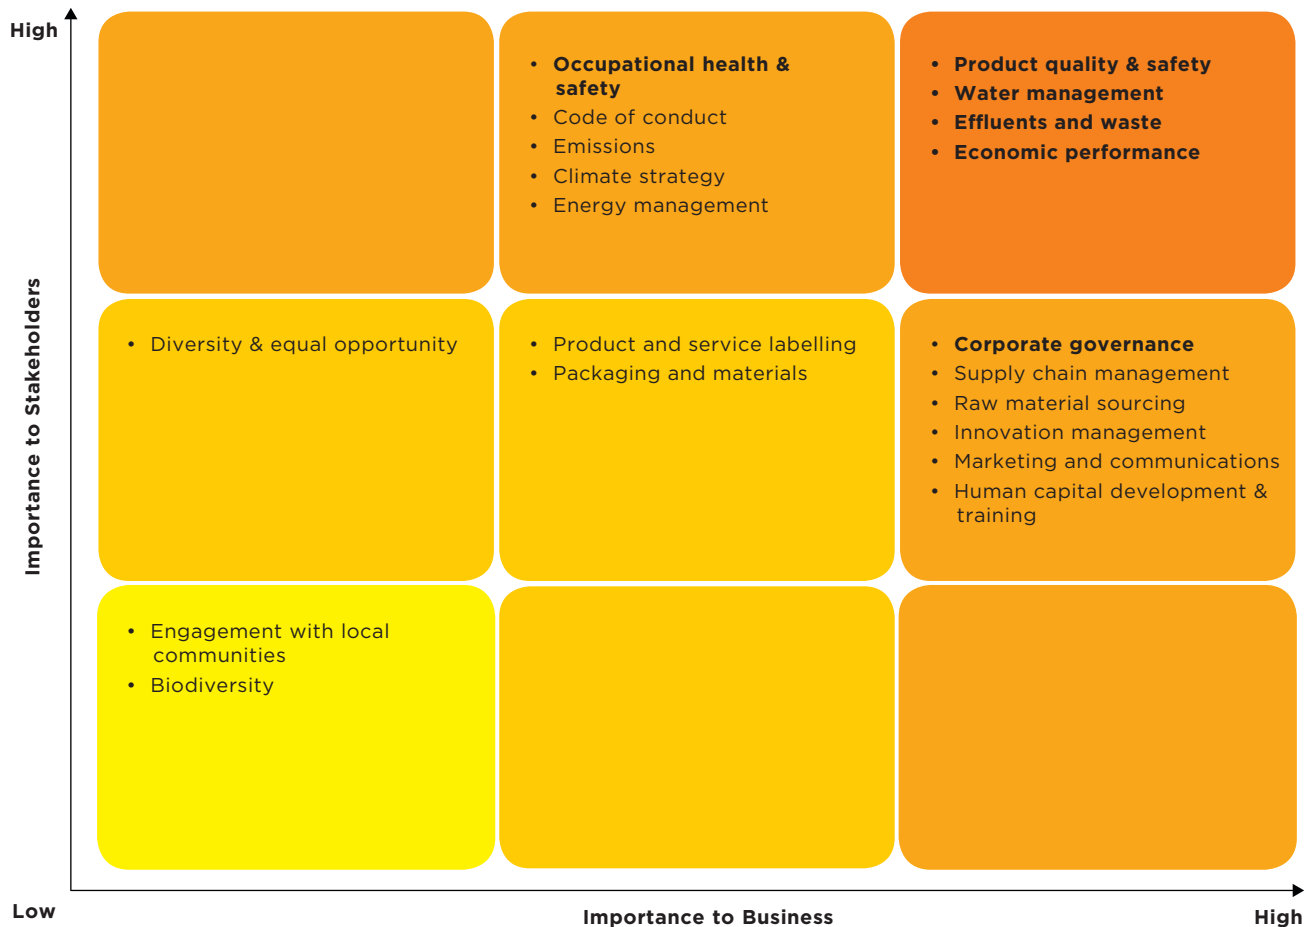 High
• Occupational health &
safety
• Code of conduct
• Emissions
• Climate strategy
• Energy management
• Product quality & safety
• Water management
• Effluents and waste
• Economic performance
Importance to Stakeholders
• Diversity & equal opportunity
• Product and service labelling
• Packaging and materials
• Corporate governance
• Supply chain management
• Raw material sourcing
• Innovation management
• Marketing and communications
• Human capital development &
training
• Engagement with local
communities
• Biodiversity
Low
Importance to Business
High